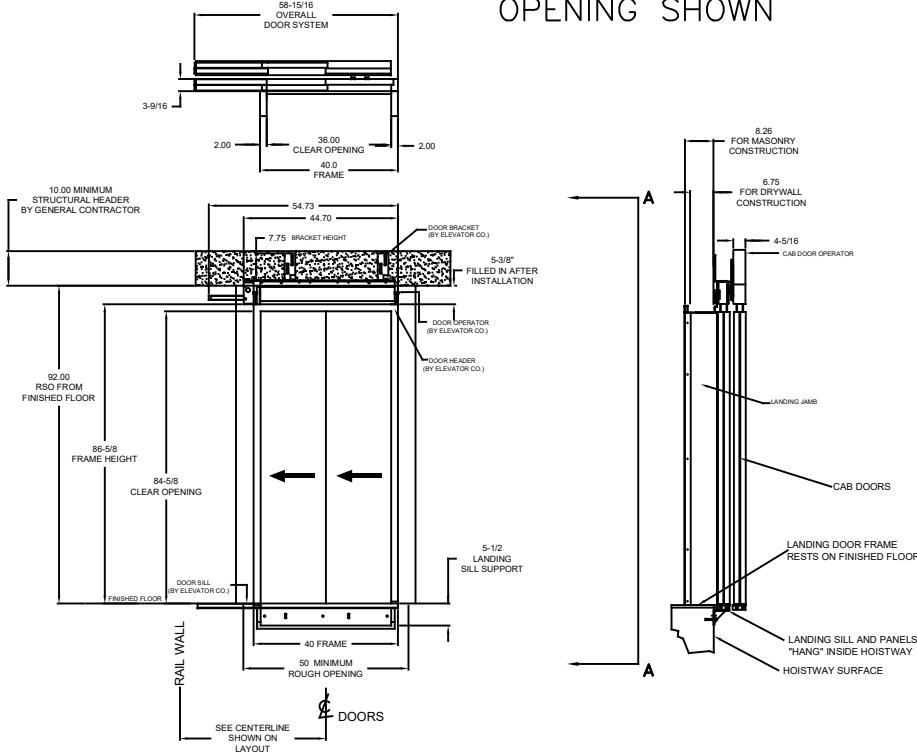 OPENING SHOWN
58-15/16
OVERALL
DOOR SYSTEM
3-9/16
2.00
36.00
CLEAR OPENING
2.00
40.0
FRAME
10.00 MINIMUM
STRUCTURAL HEADER
BY GENERAL CONTRACTOR
54.73
44.70
7.75 BRACKET HEIGHT
DOOR BRACKET
(BY ELEVATOR CO.)
5-3/8"
FILLED IN AFTER
INSTALLATION
DOOR OPERATOR
(BY ELEVATOR CO.)
DOOR HEADER
(BY ELEVATOR CO.)
92.00
RSO FROM
FINISHED FLOOR
86-5/8
FRAME HEIGHT
84-5/8
CLEAR OPENING
5-1/2
LANDING
SILL SUPPORT
DOOR SILL
(BY ELEVATOR CO.)
FINISHED FLOOR
40 FRAME
50 MINIMUM
ROUGH OPENING
RAIL WALL
DOORS
SEE CENTERLINE
SHOWN ON
LAYOUT
A
A
8.26
FOR MASONRY
CONSTRUCTION
6.75
FOR DRYWALL
CONSTRUCTION
4-5/16
CAB DOOR OPERATOR
LANDING JAMB
CAB DOORS
LANDING DOOR FRAME
RESTS ON FINISHED FLOOR
LANDING SILL AND PANELS
"HANG" INSIDE HOISTWAY
HOISTWAY SURFACE